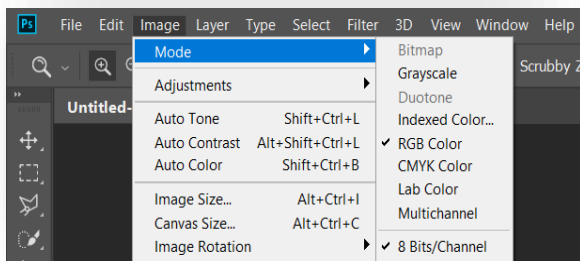 Ps File Edit Image Layer Type Select Filter 3D View Window Help
Scrubby Z
Untitled-
Mode
Adjustments
Auto Tone Shift+Ctrl+L
Auto Contrast Alt+Shift+Ctrl+L
Auto Color Shift+Ctrl+B
Image Size... Alt+Ctrl+I
Canvas Size... Alt+Ctrl+C
Image Rotation
Bitmap
Grayscale
Duotone
Indexed Color...
RGB Color
CMYK Color
Lab Color
Multichannel
8 Bits/Channel